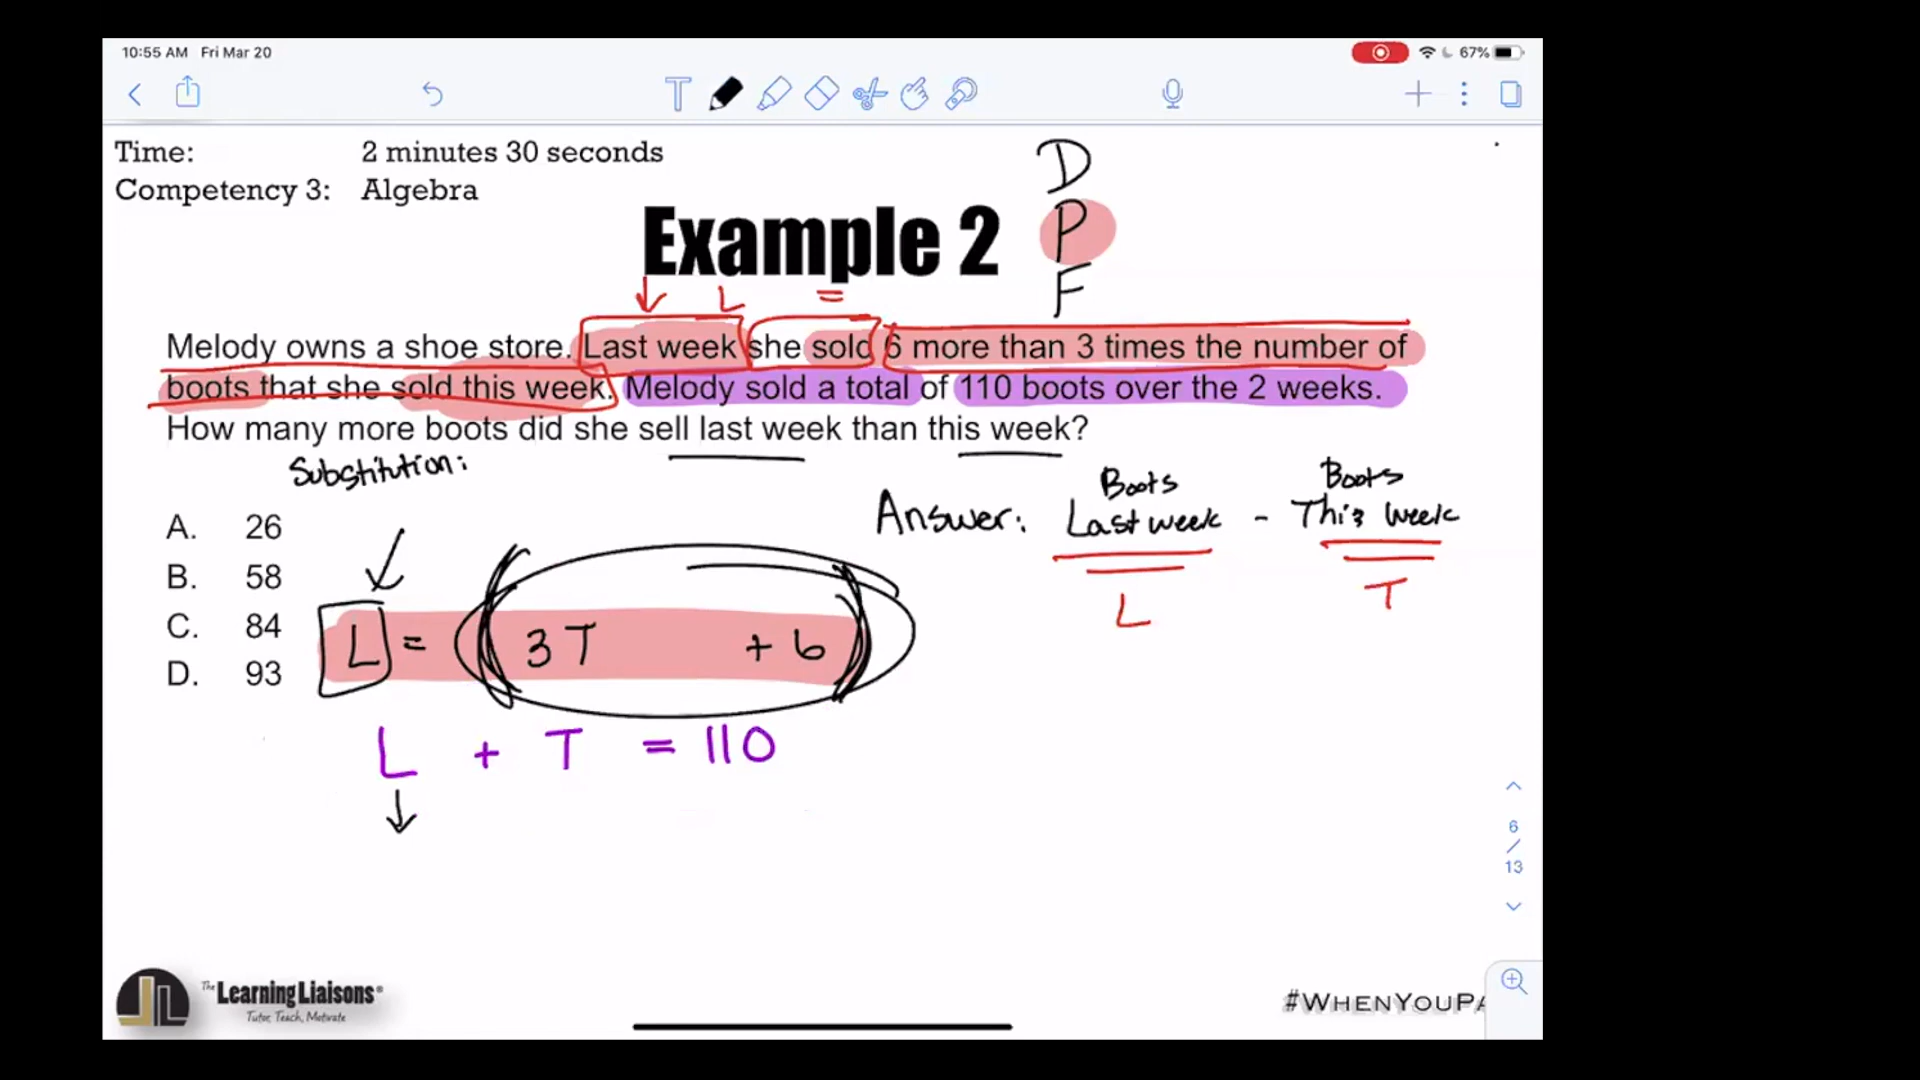 10:55 AM Fri Mar 20
67%
Time: 2 minutes 30 seconds
Competency 3: Algebra
D
P
F
Example 2
L =
Melody owns a shoe store. Last week she sold 6 more than 3 times the number of
boots that she sold this week. Melody sold a total of 110 boots over the 2 weeks.
How many more boots did she sell last week than this week?
Substitution:
Answer: Boots Last week - Boots This week
L T
A. 26
B. 58
C. 84
D. 93
L = (3T + 6)
L + T = 110
6
/
13
The Learning Liaisons®
Tutor, Teach, Motivate
#WHENYOUPA